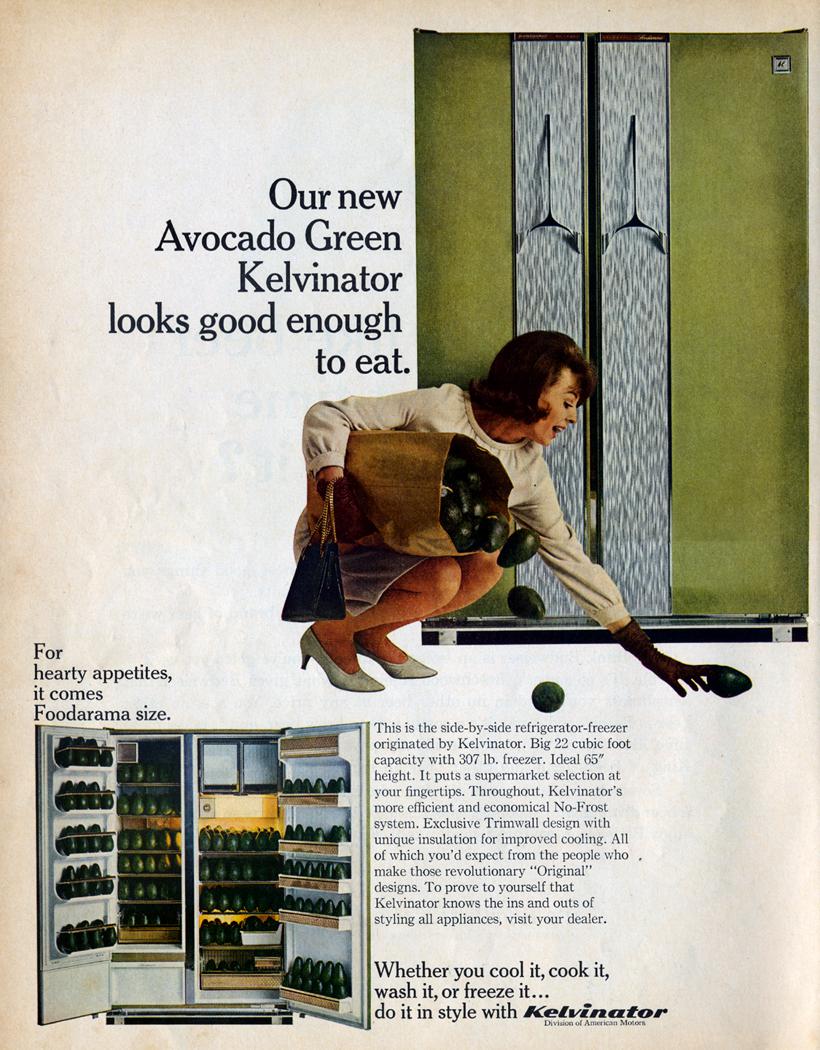 Our new
Avocado Green
Kelvinator
looks good enough
to eat.
For
hearty appetites,
it comes
Foodarama size.
This is the side-by-side refrigerator-freezer
originated by Kelvinator. Big 22 cubic foot
capacity with 307 lb. freezer. Ideal 65″
height. It puts a supermarket selection at
your fingertips. Throughout, Kelvinator's
more efficient and economical No-Frost
system. Exclusive Trimwall design with
unique insulation for improved cooling. All
of which you'd expect from the people who
make those revolutionary “Original”
designs. To prove to yourself that
Kelvinator knows the ins and outs of
styling all appliances, visit your dealer.
Whether you cool it, cook it,
wash it, or freeze it...
do it in style with Kelvinator
Division of American Motors